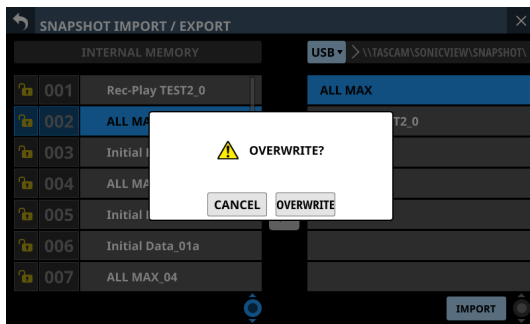 SNAPSHOT IMPORT / EXPORT
INTERNAL MEMORY
USB
\\TASCAM\SONICVIEW\SNAPSHOT\
001 Rec-Play TEST2_0
ALL MAX
002 ALL MA
T2_0
003 Initial
OVERWRITE?
004 ALL MA
CANCEL
OVERWRITE
005 Initial
006 Initial Data_01a
007 ALL MAX_04
IMPORT